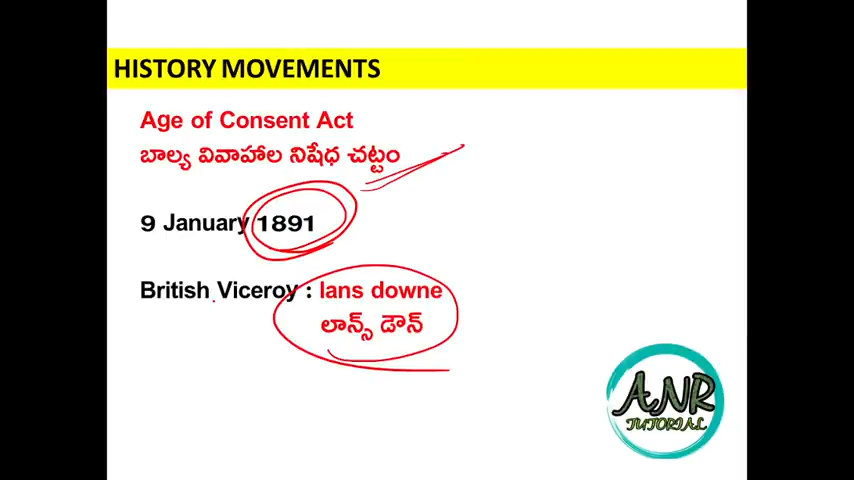 HISTORY MOVEMENTS
Age of Consent Act
బాల్య వివాహాల నిషేధ చట్టం
9 January 1891
British Viceroy : lans downe
లాన్స్ డౌన్
ANR
TUTORIAL